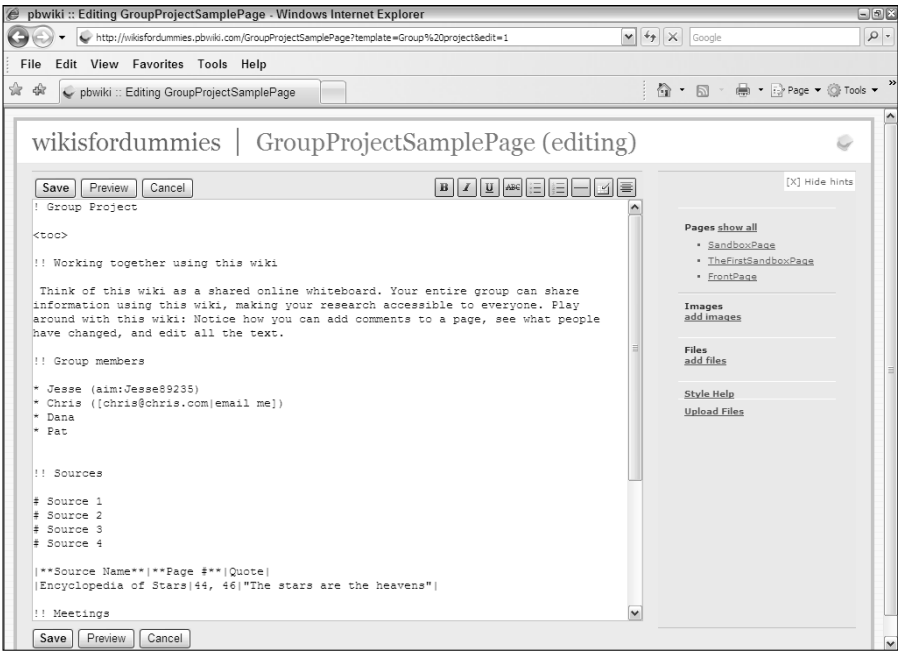 pbwiki :: Editing GroupProjectSamplePage - Windows Internet Explorer
http://wikisfordummies.pbwiki.com/GroupProjectSamplePage?template=Group%20project&edit=1
Google
File Edit View Favorites Tools Help
pbwiki :: Editing GroupProjectSamplePage
Page Tools »
wikisfordummies | GroupProjectSamplePage (editing)
Save Preview Cancel
B I U ABC
! Group Project
<toc>
!! Working together using this wiki
Think of this wiki as a shared online whiteboard. Your entire group can share
information using this wiki, making your research accessible to everyone. Play
around with this wiki: Notice how you can add comments to a page, see what people
have changed, and edit all the text.
!! Group members
* Jesse (aim:Jesse89235)
* Chris ([chris@chris.com|email me])
* Dana
* Pat
!! Sources
# Source 1
# Source 2
# Source 3
# Source 4
|**Source Name**|**Page #**|Quote|
|Encyclopedia of Stars|44, 46|"The stars are the heavens"|
!! Meetings
Save Preview Cancel
[X] Hide hints
Pages show all
• SandboxPage
• TheFirstSandboxPage
• FrontPage
Images
add images
Files
add files
Style Help
Upload Files